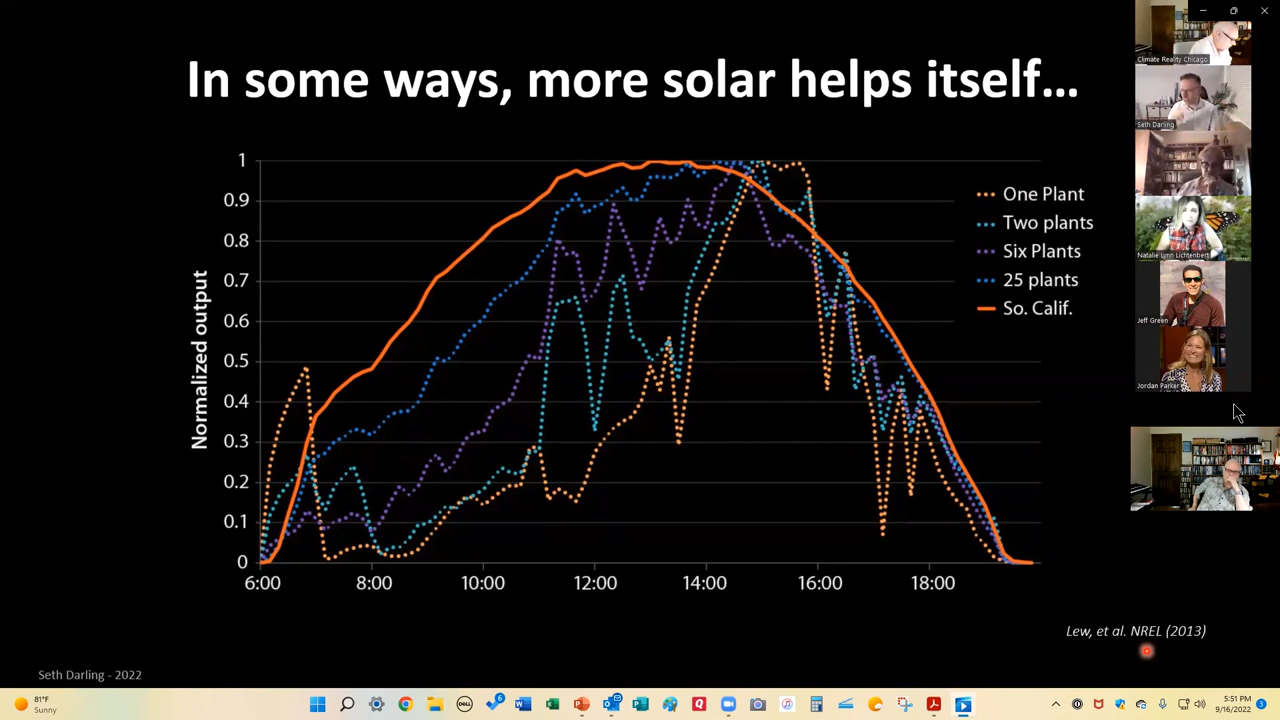 In some ways, more solar helps itself...
Normalized output
1
0.9
0.8
0.7
0.6
0.5
0.4
0.3
0.2
0.1
0
6:00 8:00 10:00 12:00 14:00 16:00 18:00
One Plant
Two plants
Six Plants
25 plants
So. Calif.
Lew, et al. NREL (2013)
Seth Darling - 2022
Climate Reality Chicago
Seth Darling
Natalie Lynn Lichtenbert
Jeff Green
Jordan Parker
81°F
Sunny
DELL
6
5:51 PM
9/16/2022
3